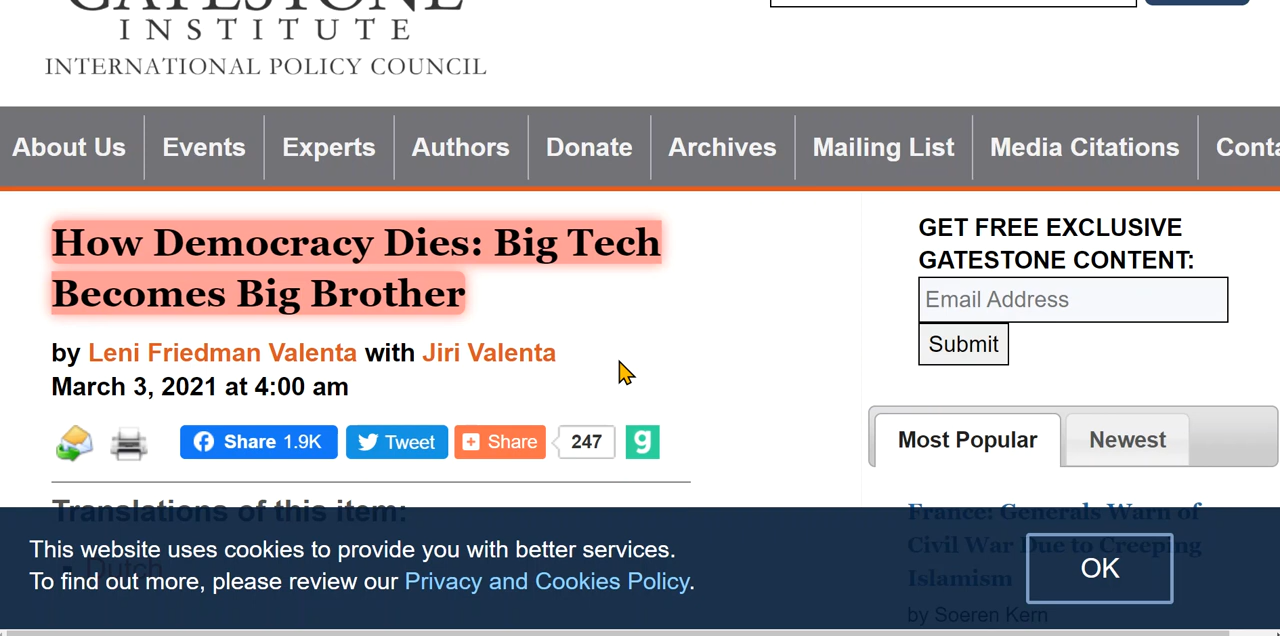 GATESTONE
INSTITUTE
INTERNATIONAL POLICY COUNCIL
About Us Events Experts Authors Donate Archives Mailing List Media Citations Conta
How Democracy Dies: Big Tech
Becomes Big Brother
by Leni Friedman Valenta with Jiri Valenta
March 3, 2021 at 4:00 am
Share 1.9K Tweet Share 247 g
Translations of this item:
Dutch
GET FREE EXCLUSIVE
GATESTONE CONTENT:
Email Address
Submit
Most Popular Newest
France: Generals Warn of
Civil War Due to Creeping
Islamism
by Soeren Kern
This website uses cookies to provide you with better services.
To find out more, please review our Privacy and Cookies Policy.
OK